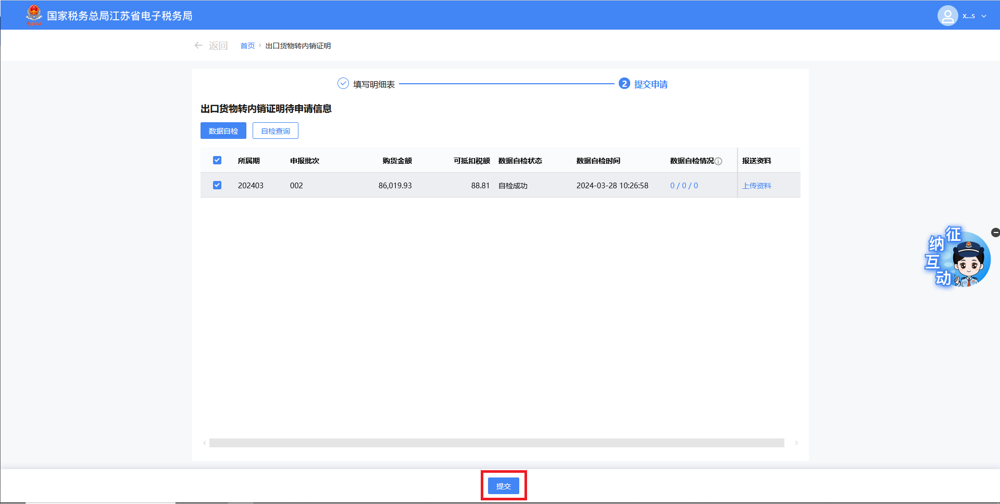 国家税务总局江苏省电子税务局
x...s
返回 首页 › 出口货物转内销证明
填写明细表 2 提交申请
出口货物转内销证明待申请信息
数据自检 自检查询
所属期 申报批次 购货金额 可抵扣税额 数据自检状态 数据自检时间 数据自检情况 报送资料
202403 002 86,019.93 88.81 自检成功 2024-03-28 10:26:58 0 / 0 / 0 上传资料
征
纳
互
动
提交